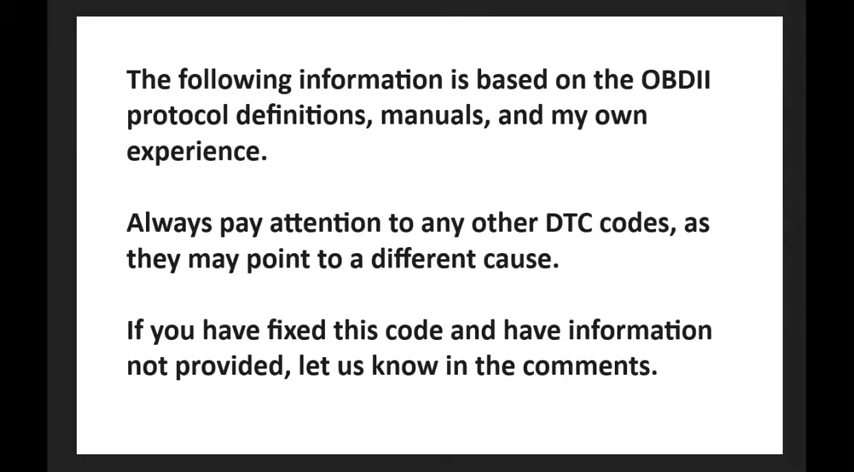 The following information is based on the OBDII
protocol definitions, manuals, and my own
experience.
Always pay attention to any other DTC codes, as
they may point to a different cause.
If you have fixed this code and have information
not provided, let us know in the comments.